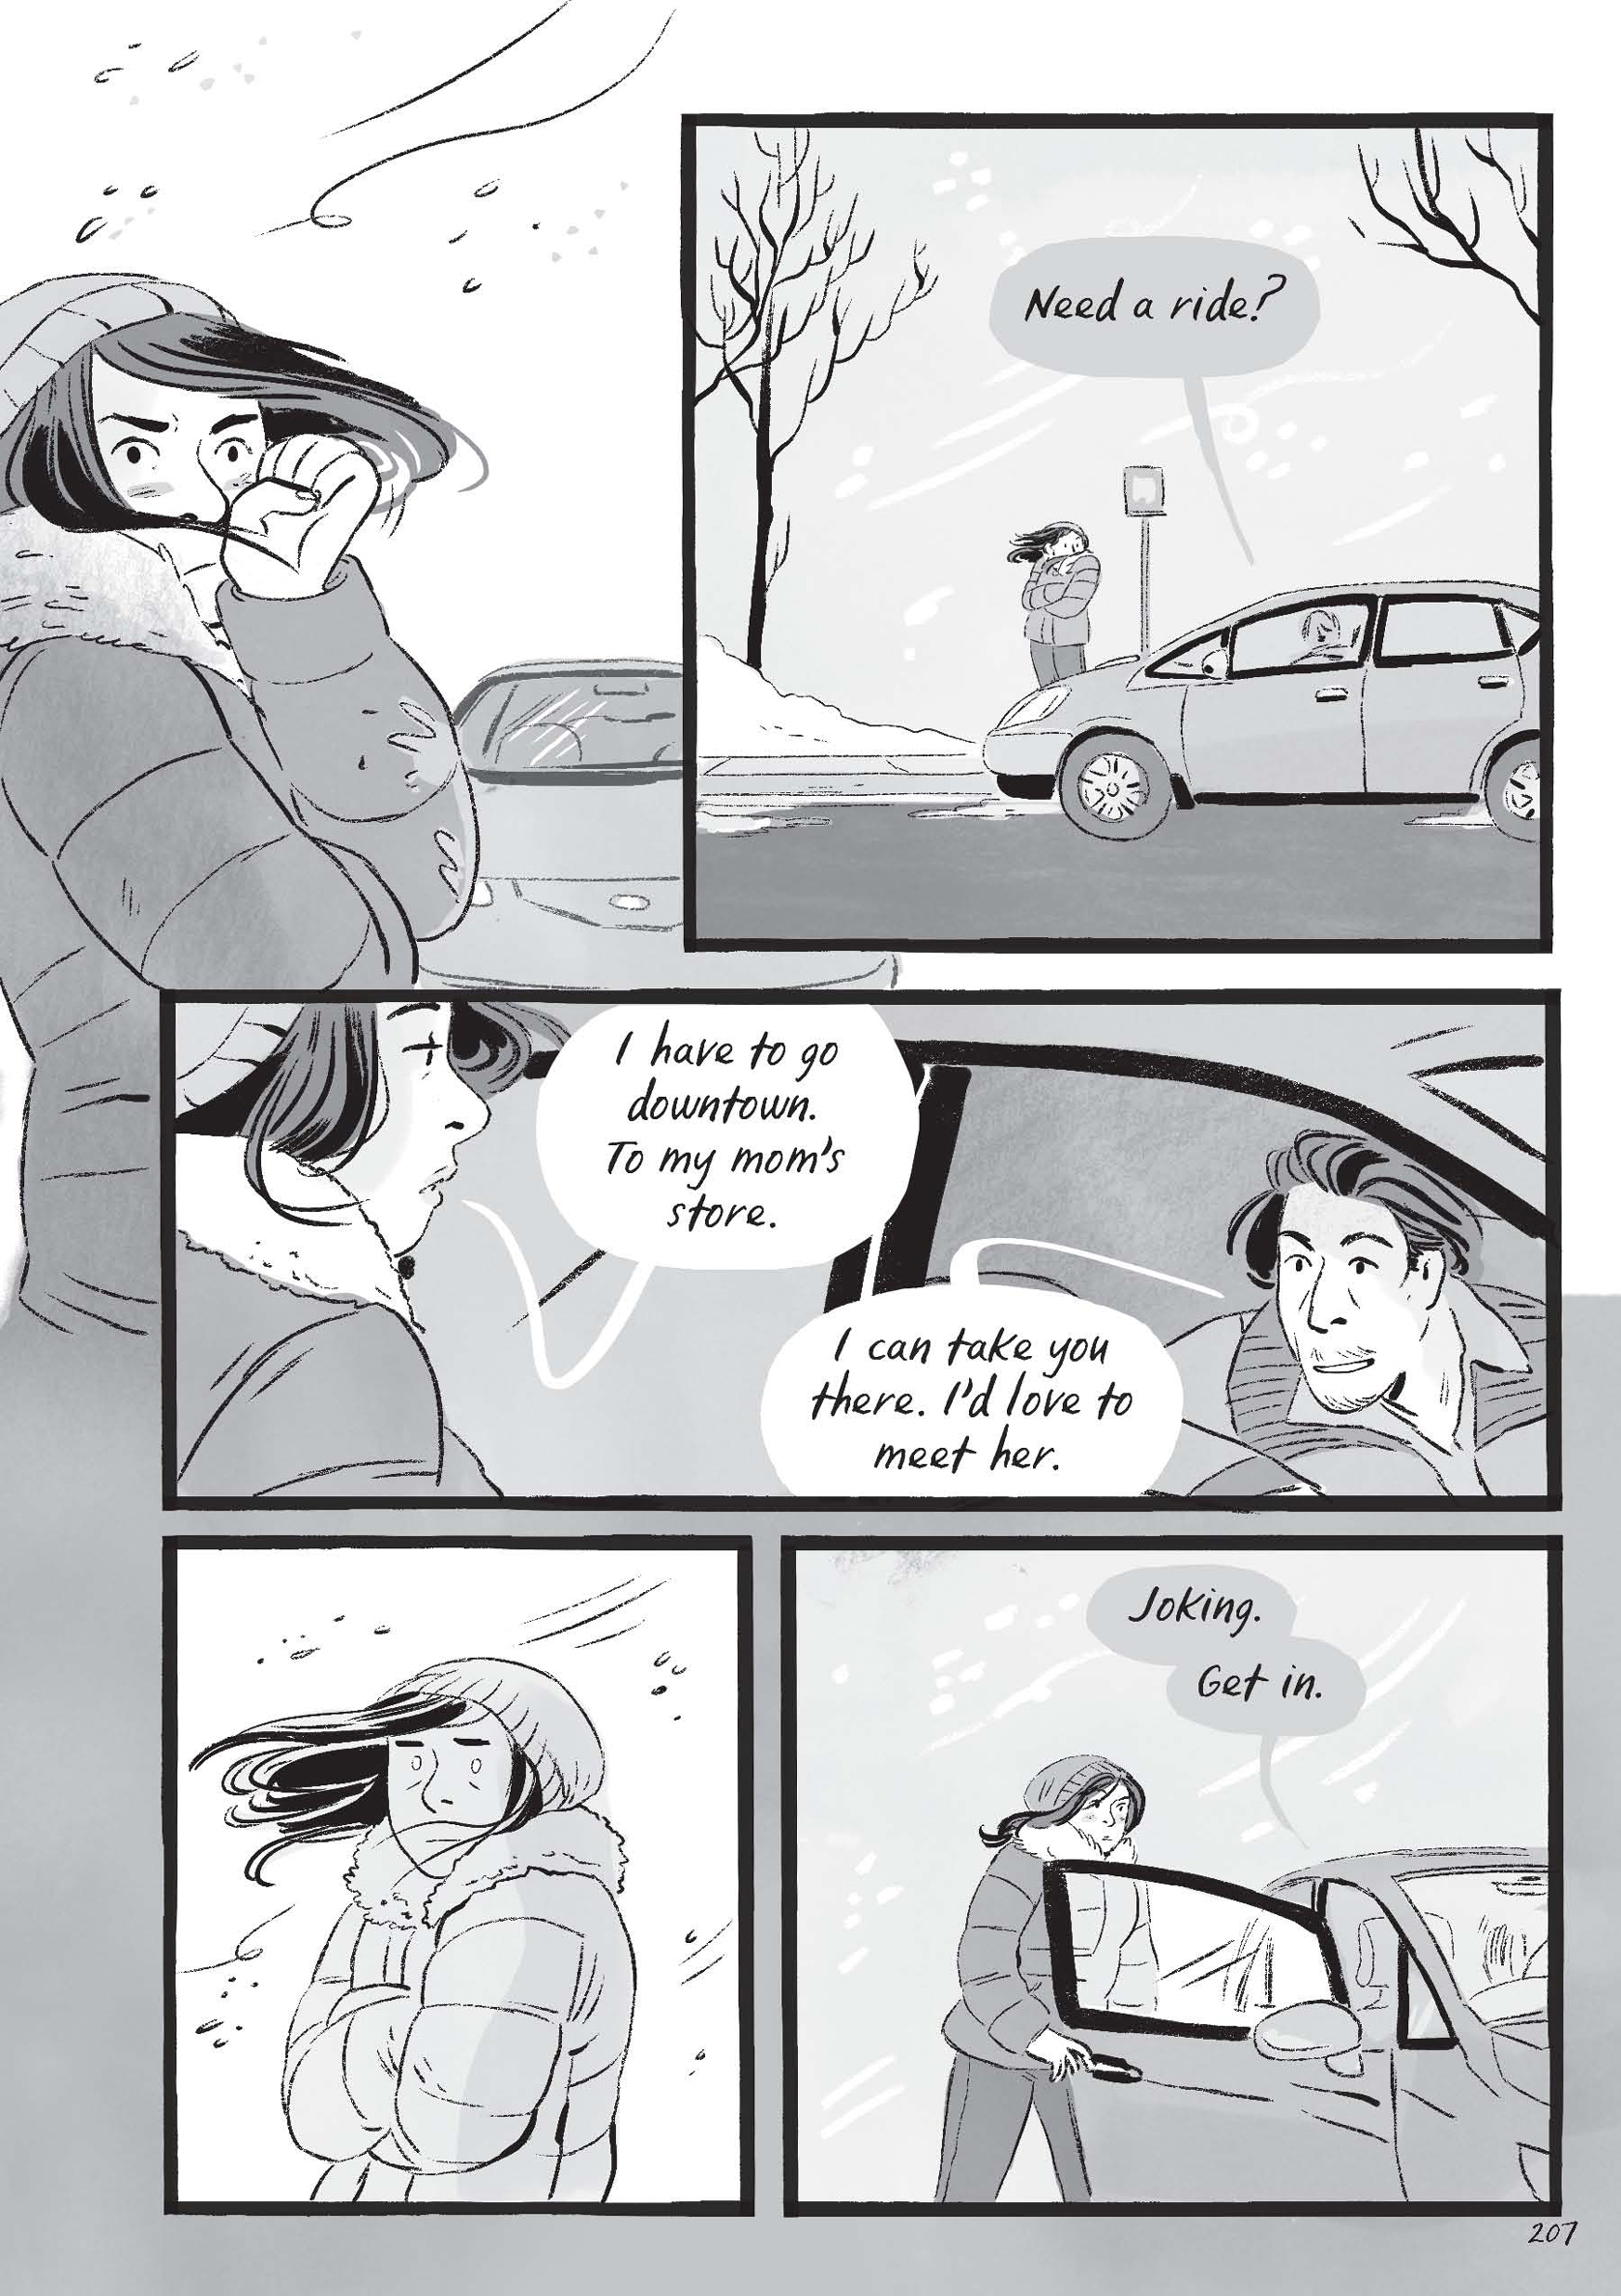 Need a ride?
I have to go
downtown.
To my mom's
store.
I can take you
there. I'd love to
meet her.
Joking.
Get in.
207